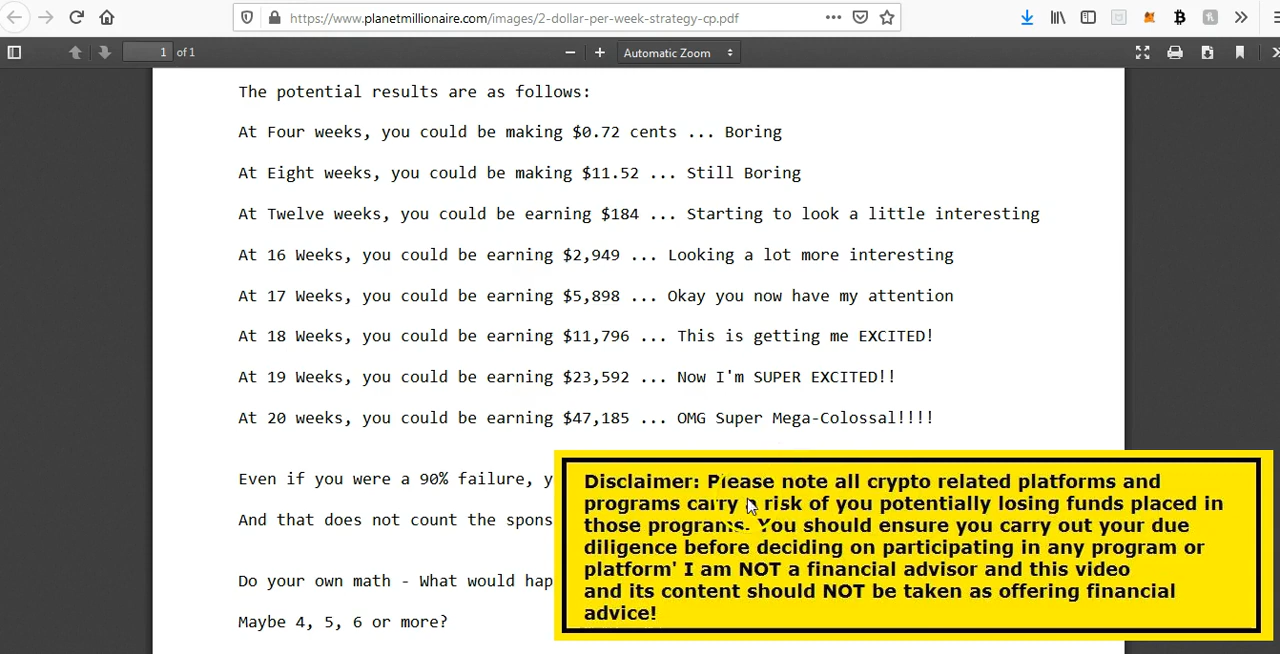 https://www.planetmillionaire.com/images/2-dollar-per-week-strategy-cp.pdf
1 of 1
Automatic Zoom
The potential results are as follows:
At Four weeks, you could be making $0.72 cents ... Boring
At Eight weeks, you could be making $11.52 ... Still Boring
At Twelve weeks, you could be earning $184 ... Starting to look a little interesting
At 16 Weeks, you could be earning $2,949 ... Looking a lot more interesting
At 17 Weeks, you could be earning $5,898 ... Okay you now have my attention
At 18 Weeks, you could be earning $11,796 ... This is getting me EXCITED!
At 19 Weeks, you could be earning $23,592 ... Now I'm SUPER EXCITED!!
At 20 weeks, you could be earning $47,185 ... OMG Super Mega-Colossal!!!!
Even if you were a 90% failure, y
And that does not count the spons
Do your own math - What would hap
Maybe 4, 5, 6 or more?
Disclaimer: Please note all crypto related platforms and
programs carry a risk of you potentially losing funds placed in
those programs. You should ensure you carry out your due
diligence before deciding on participating in any program or
platform' I am NOT a financial advisor and this video
and its content should NOT be taken as offering financial
advice!